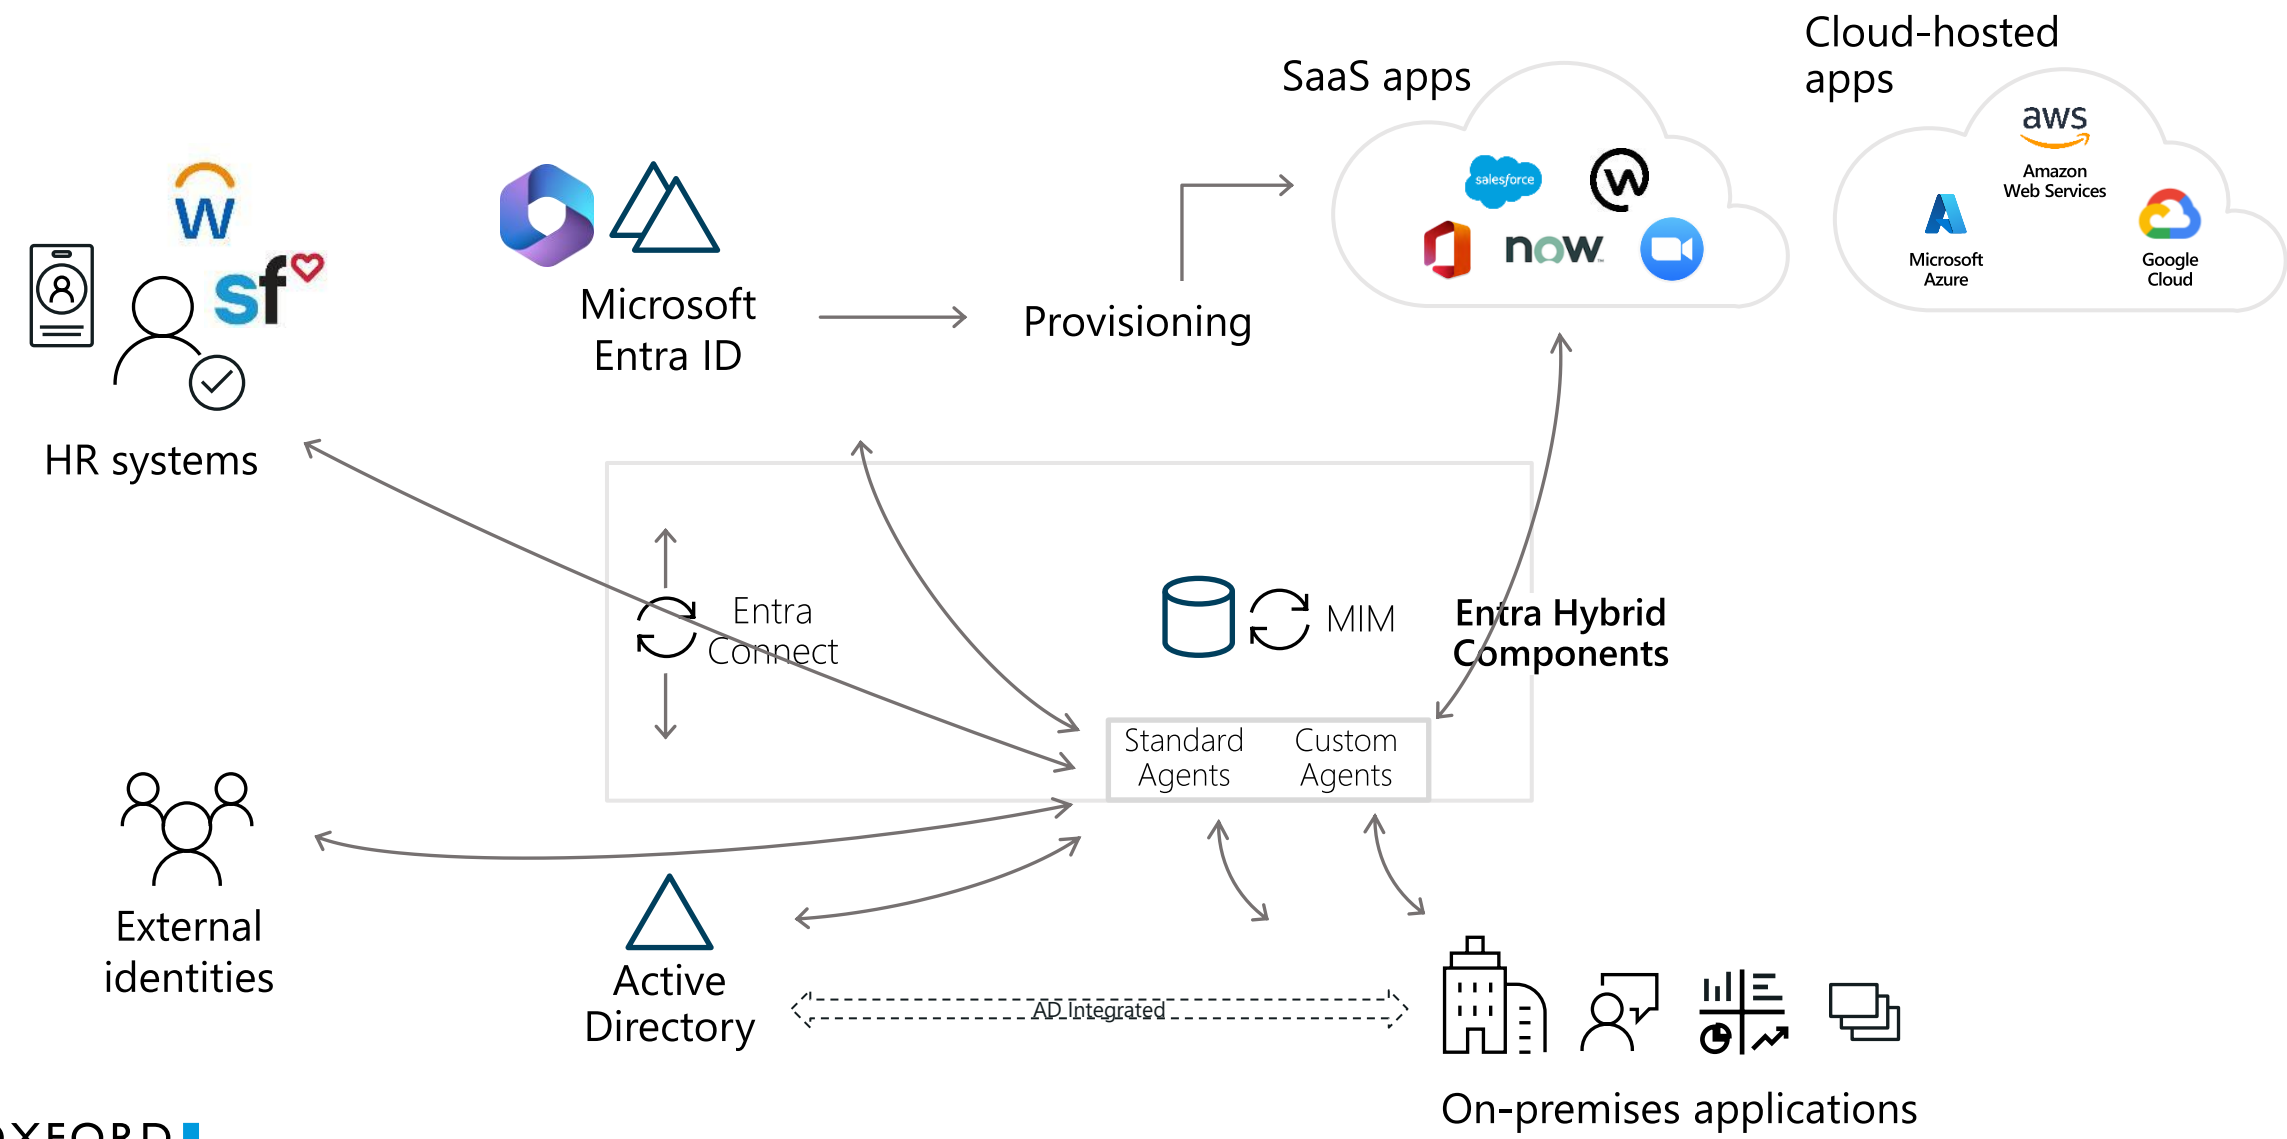 Cloud-hosted
apps
SaaS apps
aws
Amazon
Web Services
salesforce
W
now
Microsoft
Azure
Google
Cloud
W
sf
Microsoft
Entra ID
Provisioning
HR systems
Entra
Connect
MIM
Entra Hybrid
Components
Standard
Agents
Custom
Agents
External
identities
Active
Directory
AD Integrated
On-premises applications
OXFORD